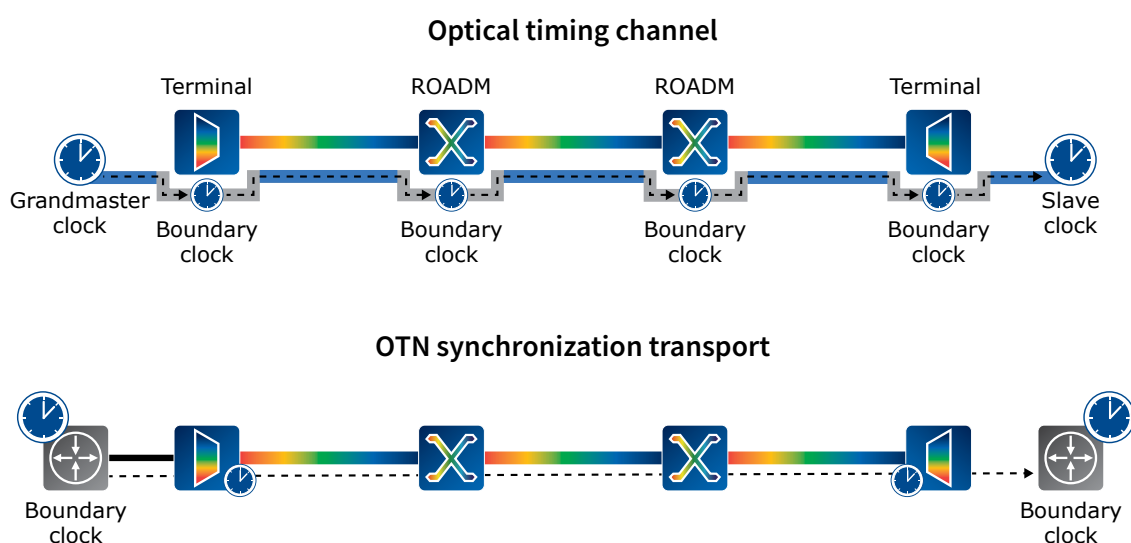 Optical timing channel
Terminal
ROADM
ROADM
Terminal
Grandmaster
clock
Boundary
clock
Boundary
clock
Boundary
clock
Boundary
clock
Slave
clock
OTN synchronization transport
Boundary
clock
Boundary
clock